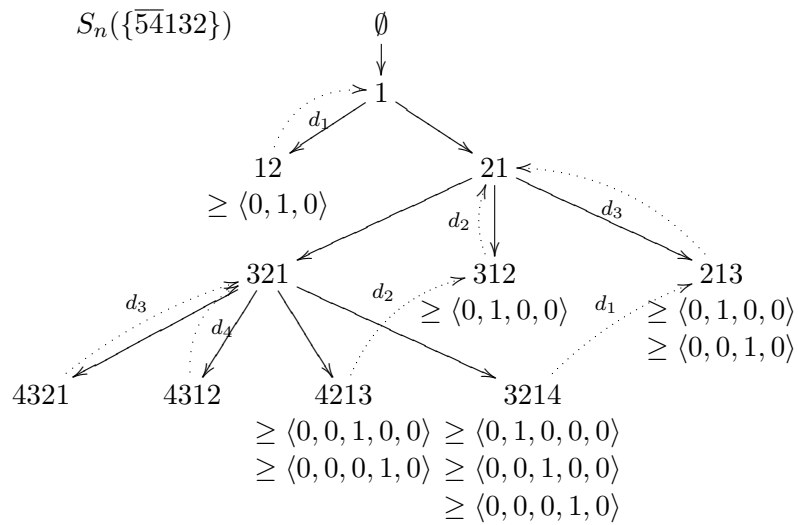 $S_n(\{\overline{54}132\})$ ∅
1
$d_1$
12 21
≥ ⟨0, 1, 0⟩
$d_2$ $d_3$
321 312 213
≥ ⟨0, 1, 0, 0⟩ ≥ ⟨0, 1, 0, 0⟩
≥ ⟨0, 0, 1, 0⟩
$d_3$ $d_4$ $d_2$ $d_1$
4321 4312 4213 3214
≥ ⟨0, 0, 1, 0, 0⟩ ≥ ⟨0, 1, 0, 0, 0⟩
≥ ⟨0, 0, 0, 1, 0⟩ ≥ ⟨0, 0, 1, 0, 0⟩
≥ ⟨0, 0, 0, 1, 0⟩